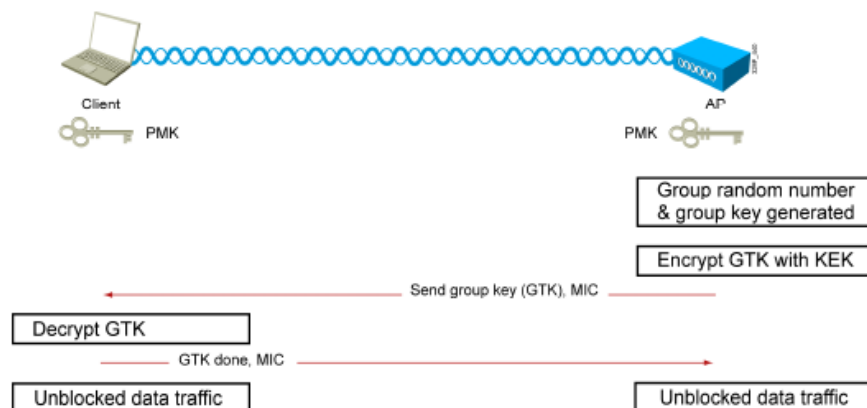 Client
AP
PMK
PMK
Group random number
& group key generated
Encrypt GTK with KEK
Send group key (GTK), MIC
Decrypt GTK
GTK done, MIC
Unblocked data traffic
Unblocked data traffic